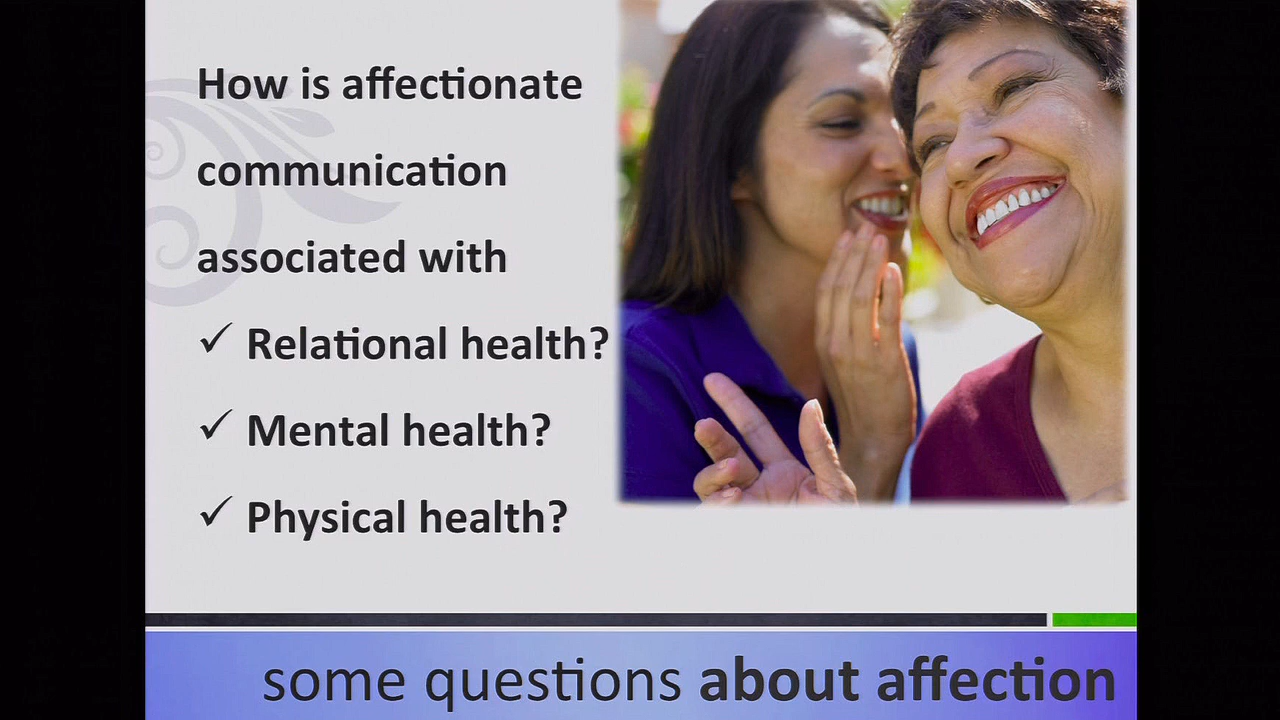 How is affectionate
communication
associated with
✓ Relational health?
✓ Mental health?
✓ Physical health?
some questions about affection